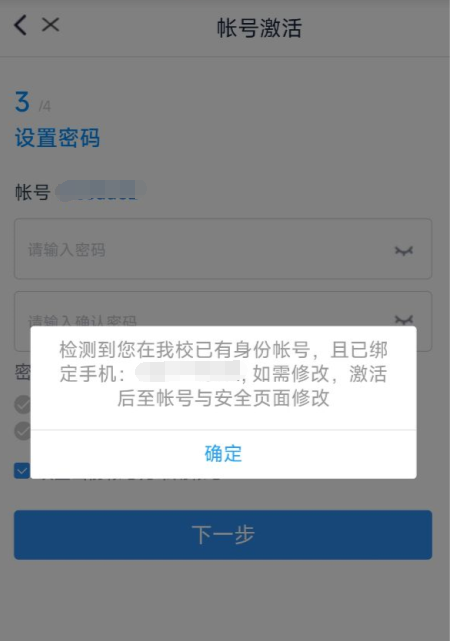 帐号激活
3 /4
设置密码
帐号
请输入密码
请输入确认密码
检测到您在我校已有身份帐号，且已绑
定手机：, 如需修改，激活
后至帐号与安全页面修改
密
确定
下一步